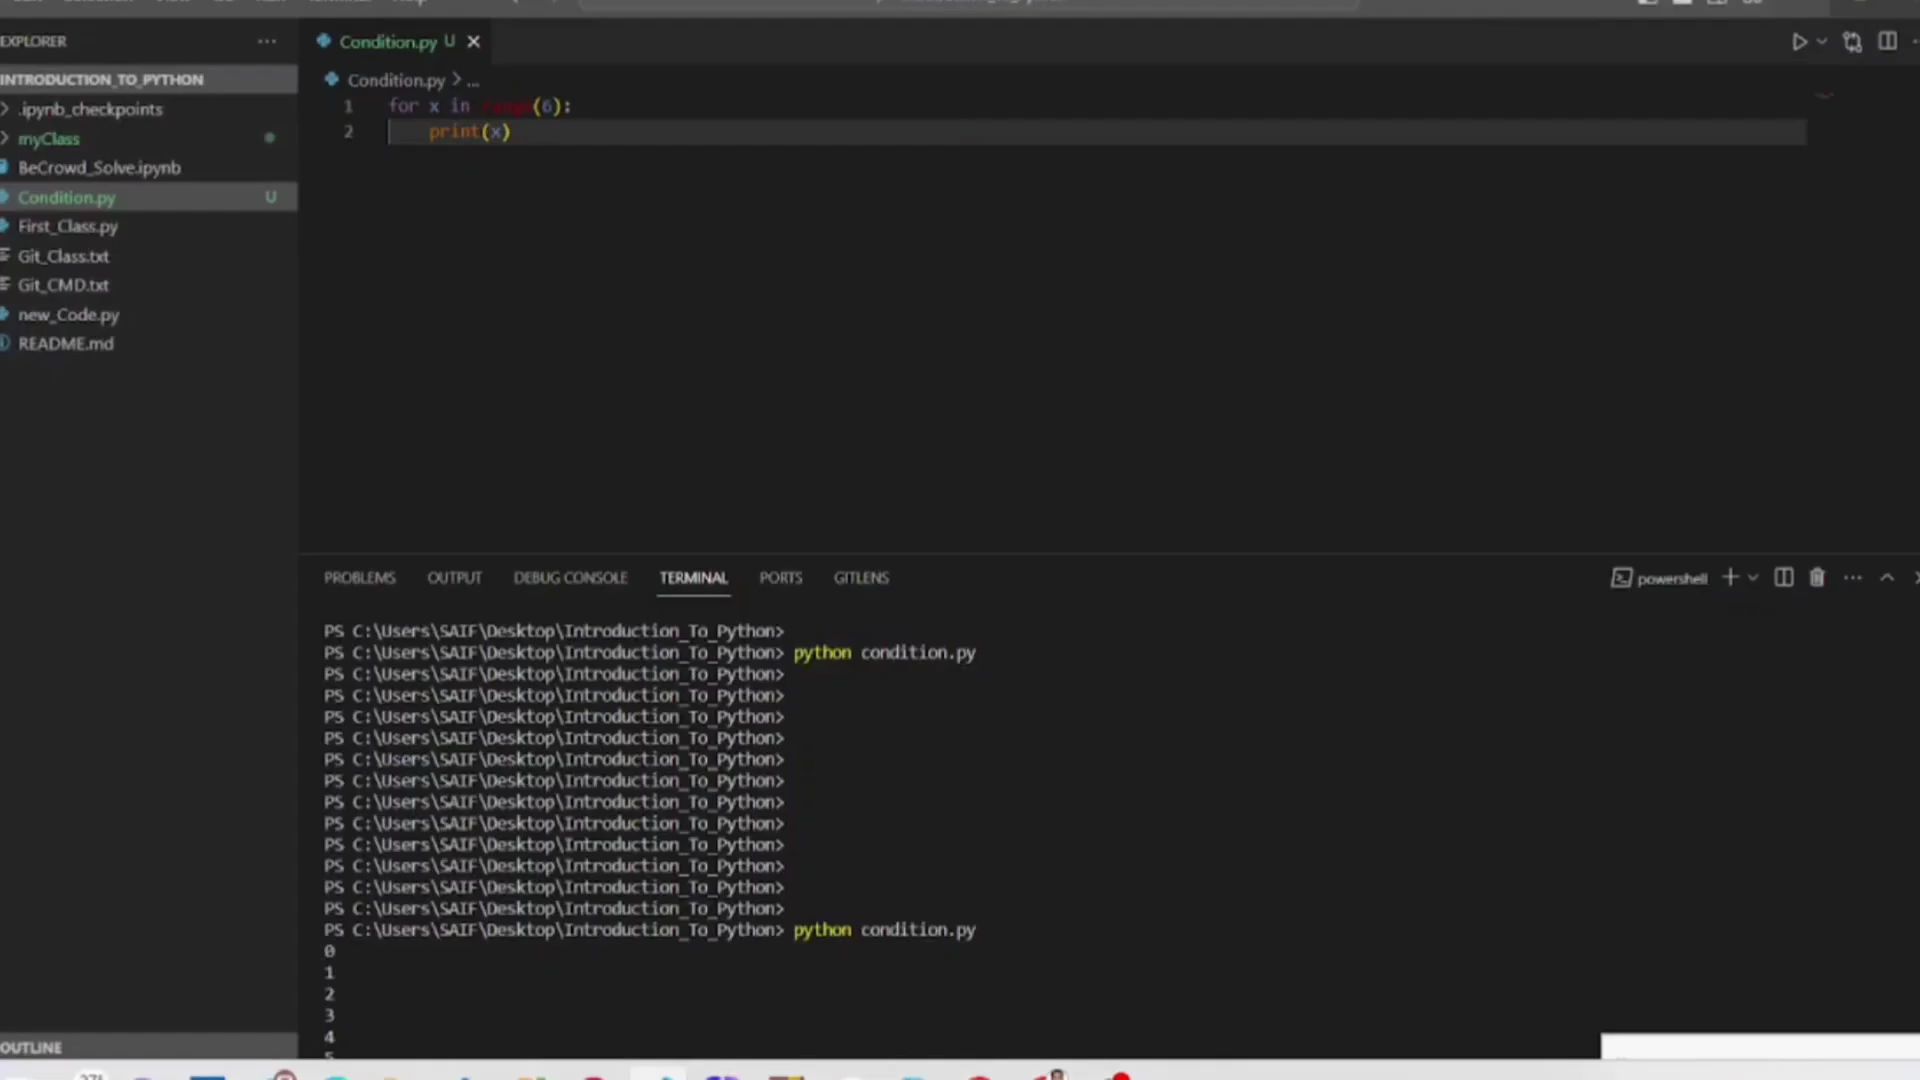 EXPLORER
INTRODUCTION_TO_PYTHON
.ipynb_checkpoints
myClass
BeCrowd_Solve.ipynb
Condition.py U
First_Class.py
Git_Class.txt
Git_CMD.txt
new_Code.py
README.md
OUTLINE
Condition.py U
Condition.py > ...
1 for x in range(6):
2 print(x)
PROBLEMS OUTPUT DEBUG CONSOLE TERMINAL PORTS GITLENS
powershell
PS C:\Users\SAIF\Desktop\Introduction_To_Python>
PS C:\Users\SAIF\Desktop\Introduction_To_Python> python condition.py
PS C:\Users\SAIF\Desktop\Introduction_To_Python>
PS C:\Users\SAIF\Desktop\Introduction_To_Python>
PS C:\Users\SAIF\Desktop\Introduction_To_Python>
PS C:\Users\SAIF\Desktop\Introduction_To_Python>
PS C:\Users\SAIF\Desktop\Introduction_To_Python>
PS C:\Users\SAIF\Desktop\Introduction_To_Python>
PS C:\Users\SAIF\Desktop\Introduction_To_Python>
PS C:\Users\SAIF\Desktop\Introduction_To_Python>
PS C:\Users\SAIF\Desktop\Introduction_To_Python>
PS C:\Users\SAIF\Desktop\Introduction_To_Python>
PS C:\Users\SAIF\Desktop\Introduction_To_Python>
PS C:\Users\SAIF\Desktop\Introduction_To_Python>
PS C:\Users\SAIF\Desktop\Introduction_To_Python> python condition.py
0
1
2
3
4
5